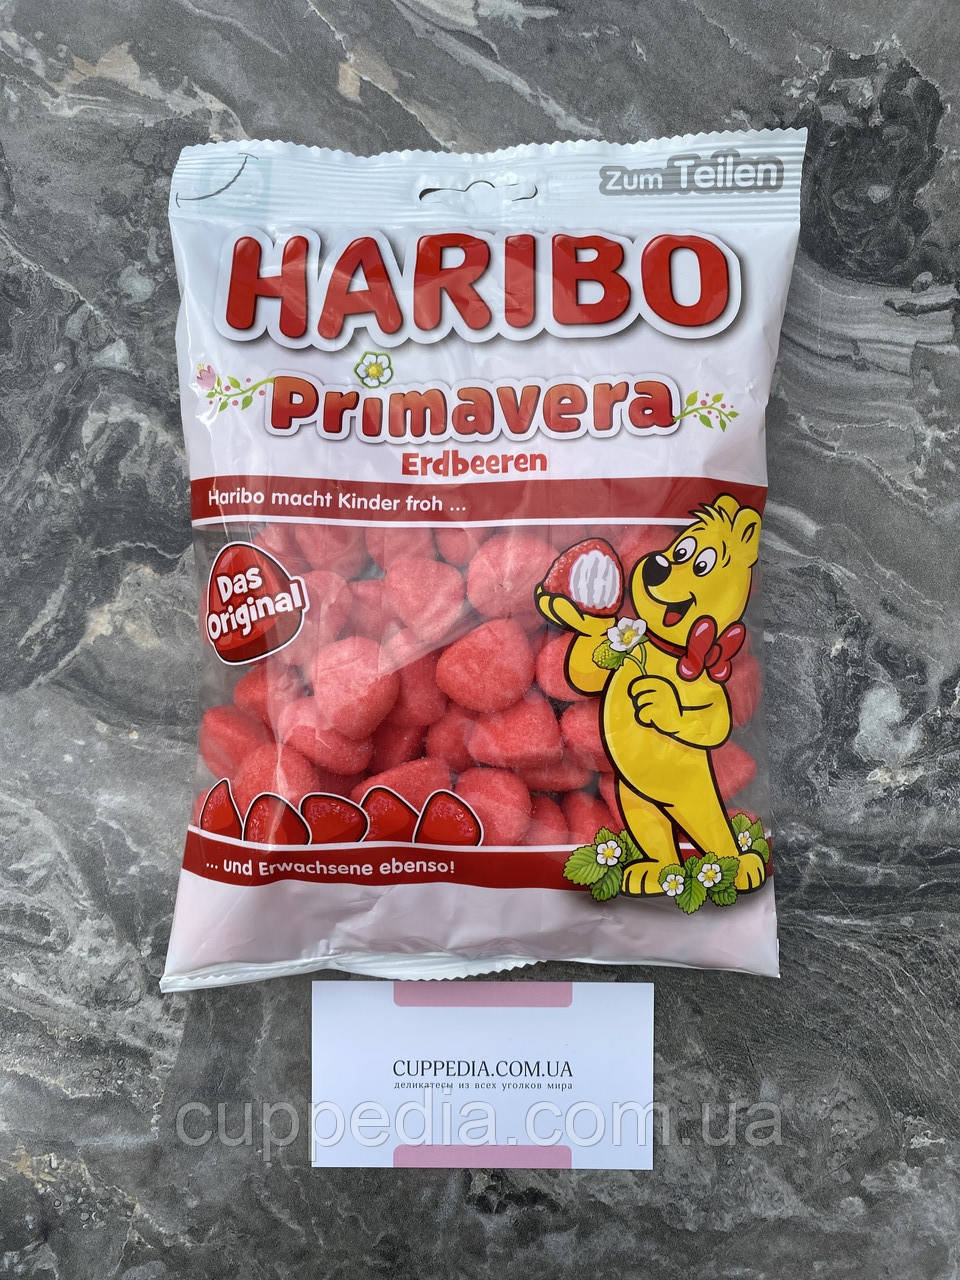 Zum Teilen
HARIBO
Primavera
Erdbeeren
Haribo macht Kinder froh ...
Das
Original
... und Erwachsene ebenso!
CUPPEDIA.COM.UA
деликатесы из всех уголков мира
cuppedia.com.ua